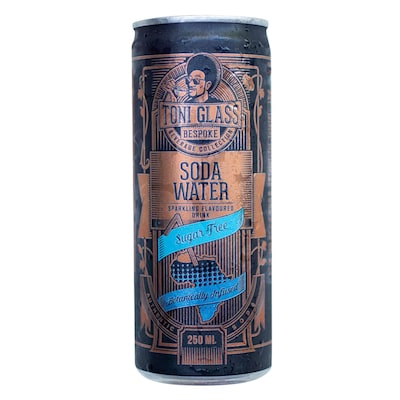 TONI GLASS
BESPOKE
BEVERAGE COLLECTION
SODA
WATER
SPARKLING FLAVOURED
DRINK
Sugar Free
Botanically Infused
250 ML